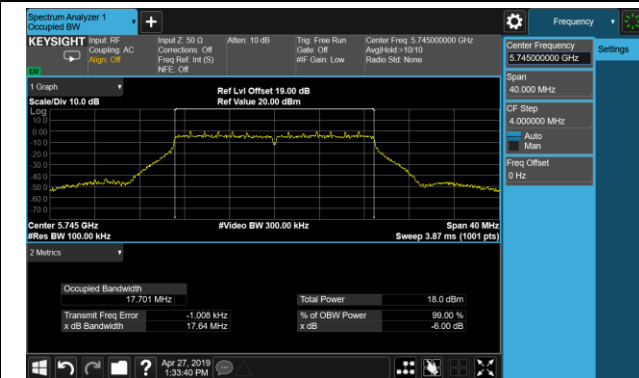 Spectrum Analyzer 1
Occupied BW
+
Frequency
KEYSIGHT
Input: RF
Coupling: AC
Align: Off
Input Z: 50 Ω
Corrections: Off
Freq Ref: Int (S)
NFE: Off
Atten: 10 dB
Trig: Free Run
Gate: Off
#IF Gain: Low
Center Freq: 5.745000000 GHz
Avg|Hold:>10/10
Radio Std: None
Center Frequency
5.745000000 GHz
Settings
Span
40.000 MHz
CF Step
4.000000 MHz
Auto
Man
Freq Offset
0 Hz
1 Graph
Scale/Div 10.0 dB
Ref Lvl Offset 19.00 dB
Ref Value 20.00 dBm
Log
10.0
0.00
-10.0
-20.0
-30.0
-40.0
-50.0
-60.0
-70.0
Center 5.745 GHz
#Res BW 100.00 kHz
#Video BW 300.00 kHz
Span 40 MHz
Sweep 3.87 ms (1001 pts)
2 Metrics
Occupied Bandwidth
17.701 MHz
Total Power 18.0 dBm
Transmit Freq Error -1.008 kHz
% of OBW Power 99.00 %
x dB Bandwidth 17.64 MHz
x dB -6.00 dB
?
Apr 27, 2019
1:33:40 PM